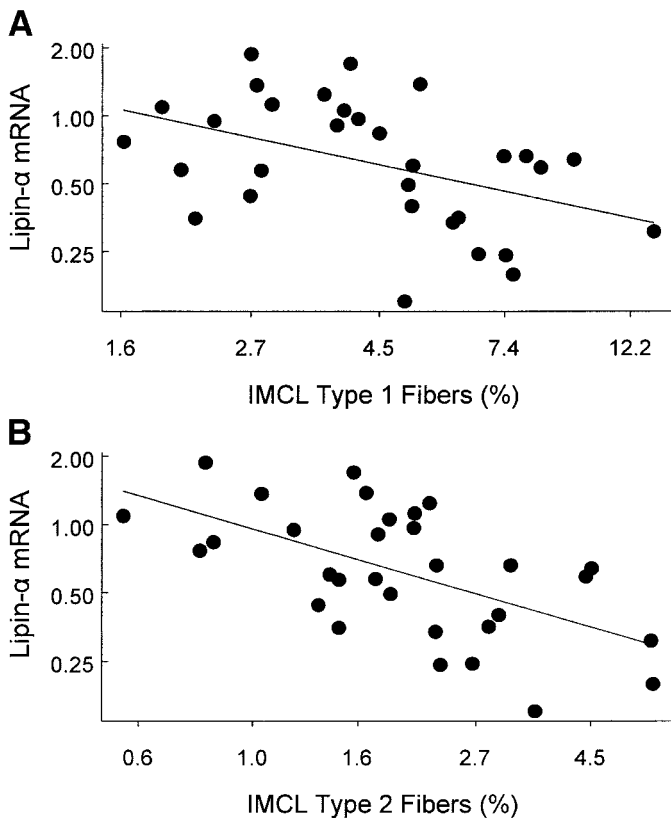 A
2.00
1.00
0.50
0.25
Lipin-α mRNA
1.6 2.7 4.5 7.4 12.2
IMCL Type 1 Fibers (%)
B
2.00
1.00
0.50
0.25
Lipin-α mRNA
0.6 1.0 1.6 2.7 4.5
IMCL Type 2 Fibers (%)